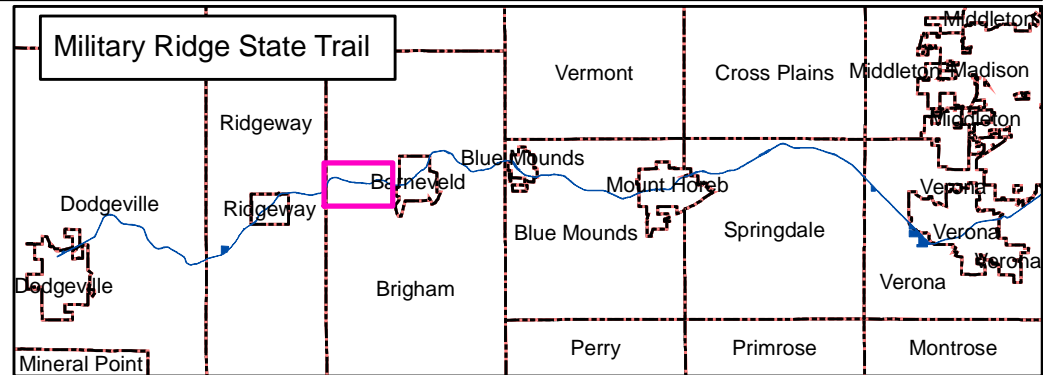 Military Ridge State Trail
Middleton
Vermont
Cross Plains
Middleton
Madison
Middleton
Ridgeway
Blue Mounds
Barneveld
Mount Horeb
Verona
Dodgeville
Ridgeway
Blue Mounds
Springdale
Verona
Verona
Dodgeville
Brigham
Verona
Mineral Point
Perry
Primrose
Montrose